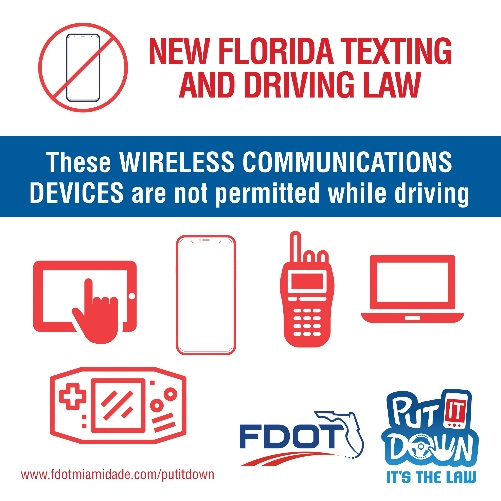 NEW FLORIDA TEXTING
AND DRIVING LAW
These WIRELESS COMMUNICATIONS
DEVICES are not permitted while driving
FDOT
PUT IT
DOWN
IT'S THE LAW
www.fdotmiamidade.com/putitdown